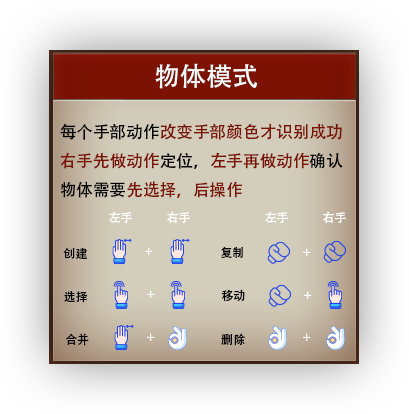 物体模式
每个手部动作改变手部颜色才识别成功
右手先做动作定位，左手再做动作确认
物体需要先选择，后操作
左手 右手 左手 右手
创建 + 复制 +
选择 + 移动 +
合并 + 删除 +